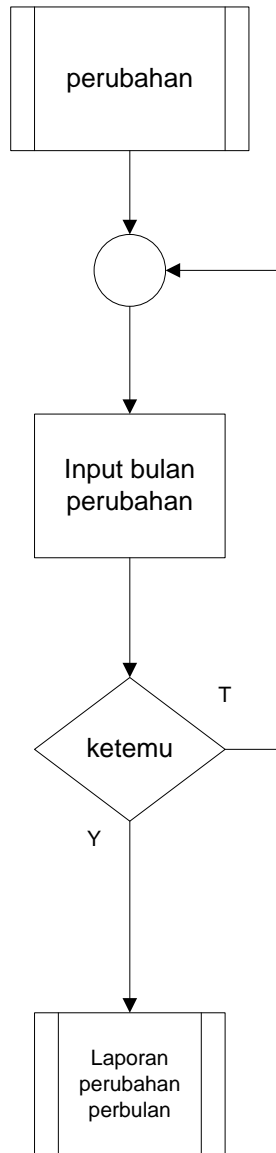 perubahan
Input bulan
perubahan
T
ketemu
Y
Laporan
perubahan
perbulan